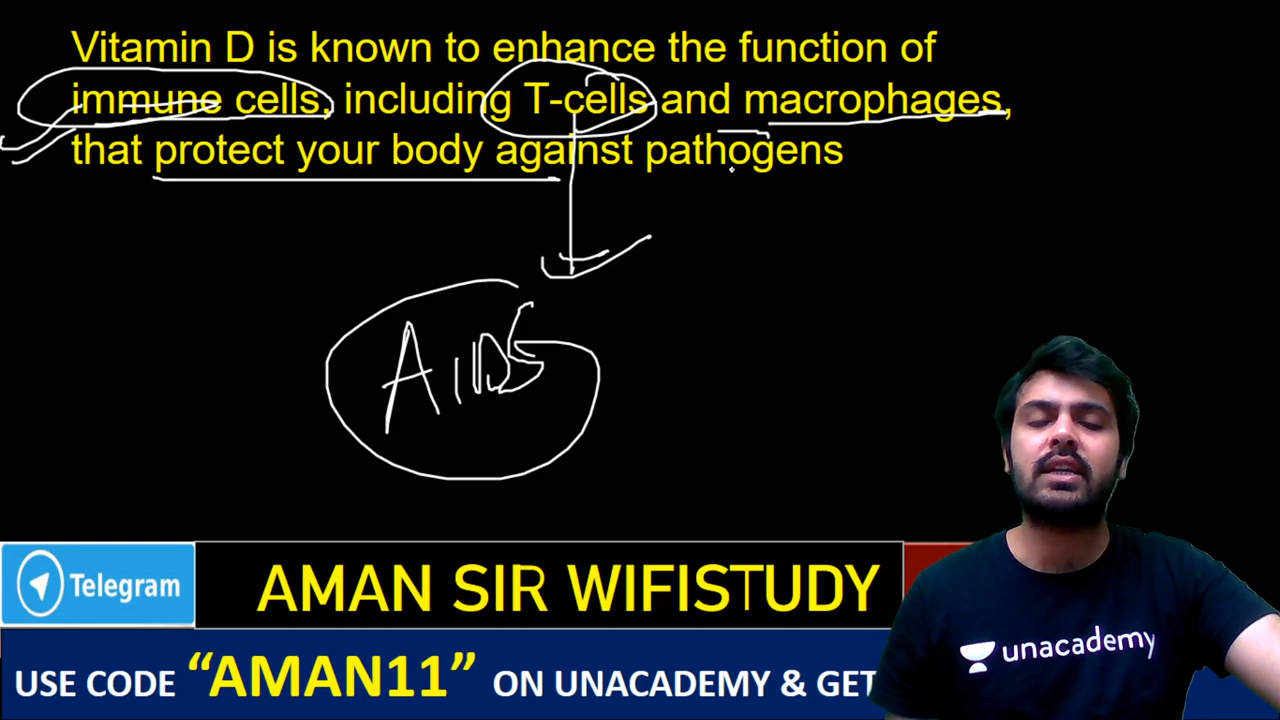 Vitamin D is known to enhance the function of
immune cells, including T-cells and macrophages,
that protect your body against pathogens
AIDS
Telegram
AMAN SIR WIFISTUDY
unacademy
USE CODE “AMAN11” ON UNACADEMY & GET